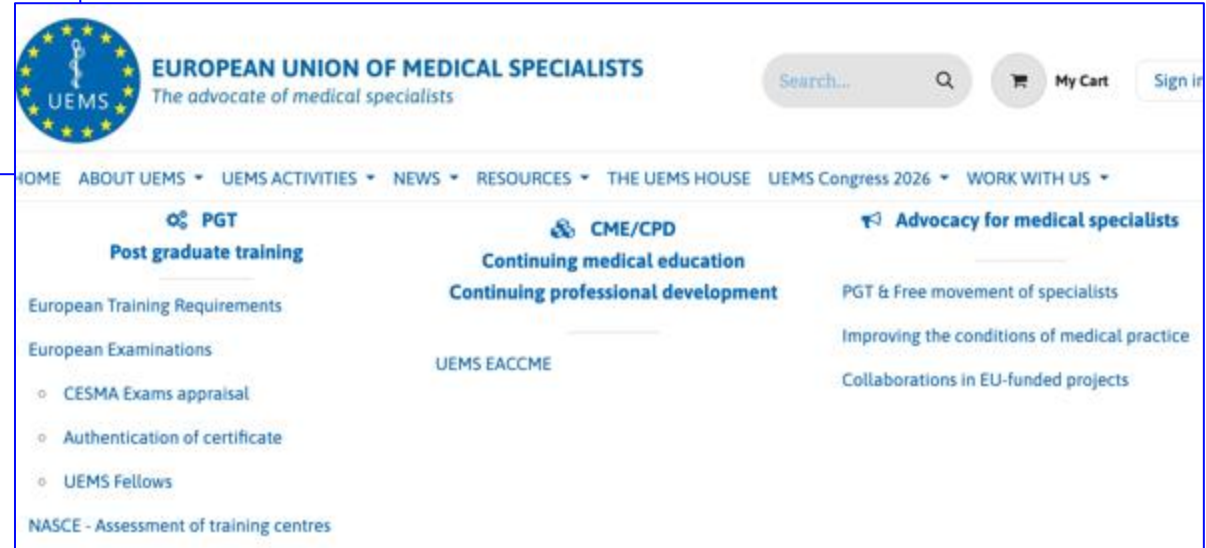 UEMS
EUROPEAN UNION OF MEDICAL SPECIALISTS
The advocate of medical specialists
Search...
My Cart
Sign in
HOME ABOUT UEMS UEMS ACTIVITIES NEWS RESOURCES THE UEMS HOUSE UEMS Congress 2026 WORK WITH US
PGT
Post graduate training
European Training Requirements
European Examinations
CESMA Exams appraisal
Authentication of certificate
UEMS Fellows
NASCE - Assessment of training centres
CME/CPD
Continuing medical education
Continuing professional development
UEMS EACCME
Advocacy for medical specialists
PGT & Free movement of specialists
Improving the conditions of medical practice
Collaborations in EU-funded projects